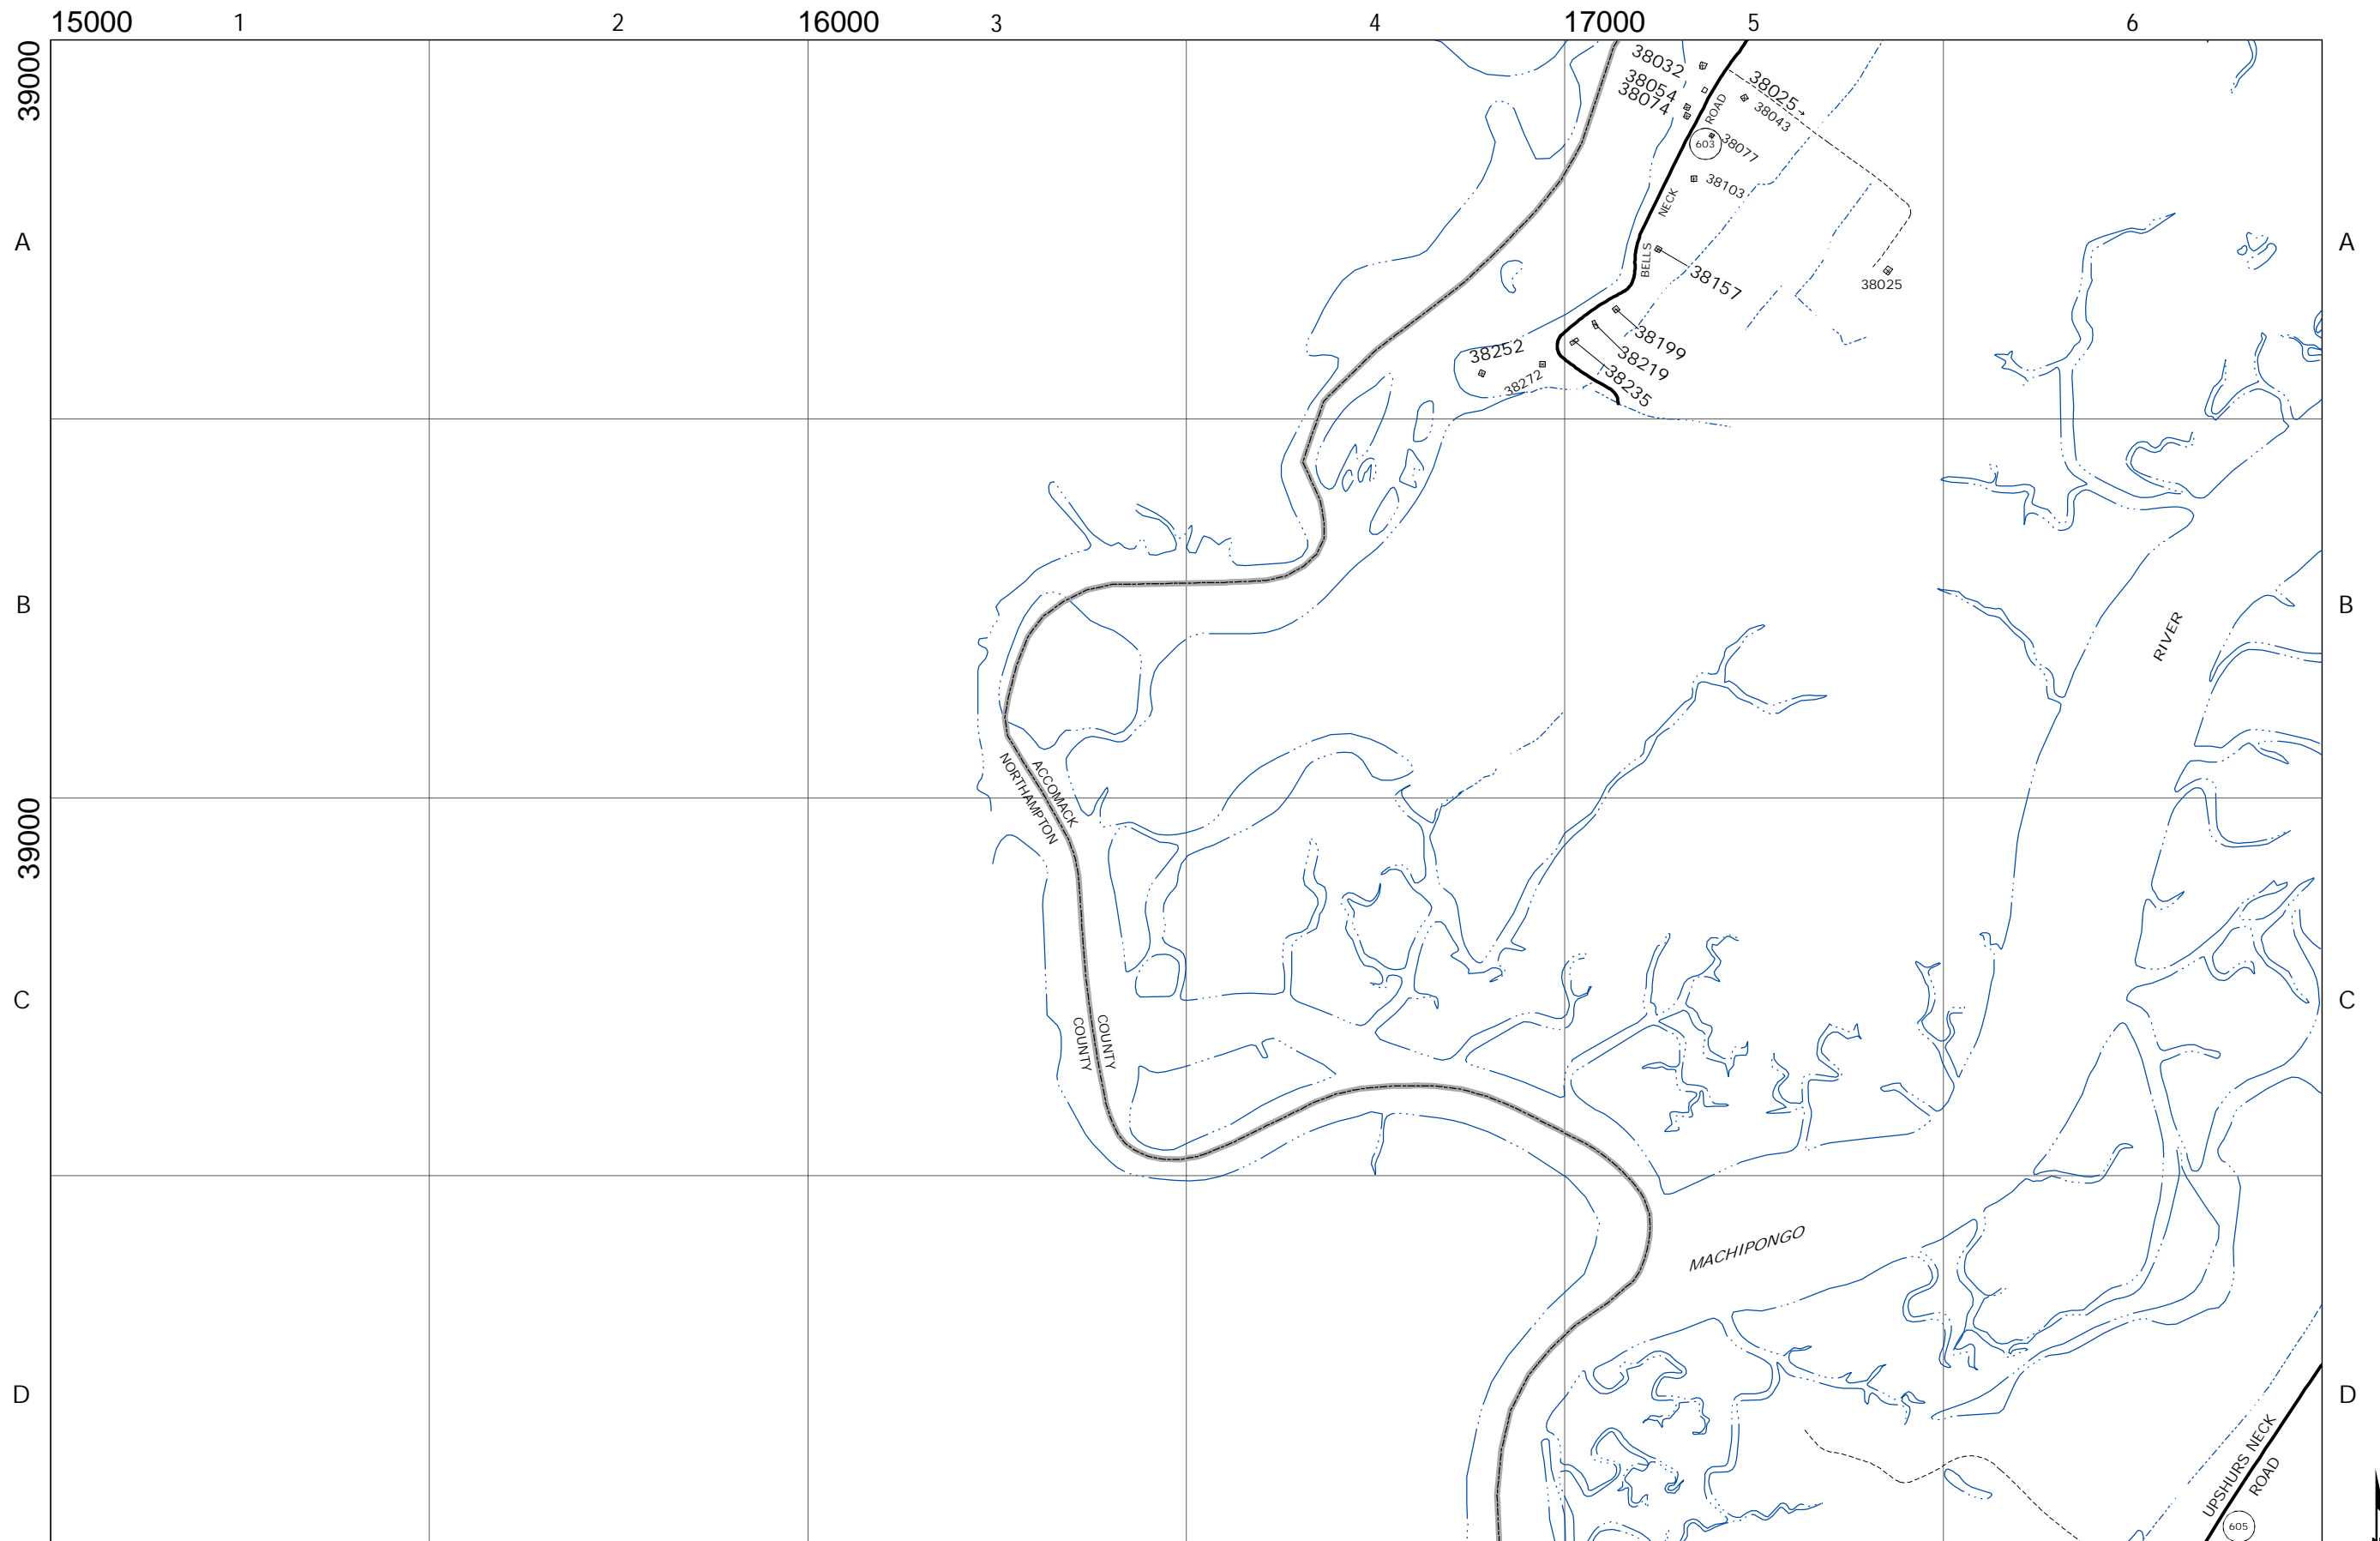 15000 1 2 16000 3 4 17000 5 6
39000
38032
38054
38074
38025
38043
ROAD
603
38077
38103
NECK
A
A
BELLS
38157
38025
38199
38219
38235
38252
38272
B
B
RIVER
ACCOMACK
NORTHAMPTON
39000
C
C
COUNTY
COUNTY
MACHIPONGO
D
D
UPSHURS NECK
ROAD
605